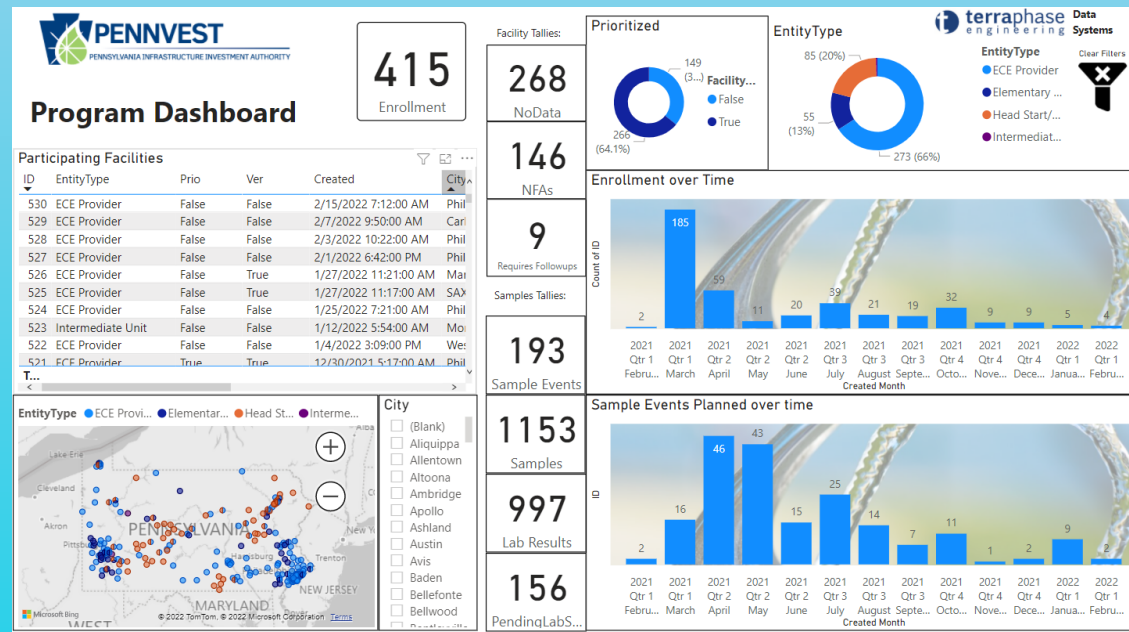 PENNVEST
PENNSYLVANIA INFRASTRUCTURE INVESTMENT AUTHORITY
Program Dashboard
415
Enrollment
Participating Facilities
ID EntityType Prio Ver Created City
530 ECE Provider False False 2/15/2022 7:12:00 AM Phil
529 ECE Provider False False 2/7/2022 9:50:00 AM Carl
528 ECE Provider False False 2/3/2022 10:22:00 AM Phil
527 ECE Provider False False 2/1/2022 6:42:00 PM Phil
526 ECE Provider False True 1/27/2022 11:21:00 AM Mar
525 ECE Provider False True 1/27/2022 11:17:00 AM SAX
524 ECE Provider False False 1/25/2022 7:21:00 AM Phil
523 Intermediate Unit False False 1/12/2022 5:54:00 AM Mo
522 ECE Provider False False 1/4/2022 3:09:00 PM Wes
521 ECE Provider True True 12/30/2021 5:17:00 AM Phil
T...
EntityType ECE Provi... Elementar... Head St... Interme...
Lake Erie
Cleveland
Akron
PENNSYLVANIA
Trenton
NEW JERSEY
MARYLAND
WEST
Microsoft Bing
© 2022 TomTom, © 2022 Microsoft Corporation Terms
City
(Blank)
Aliquippa
Allentown
Altoona
Ambridge
Apollo
Ashland
Austin
Avis
Baden
Bellefonte
Bellwood
Facility Tallies:
268
NoData
146
NFAs
9
Requires Followups
Samples Tallies:
193
Sample Events
1153
Samples
997
Lab Results
156
PendingLabS...
Prioritized
149
(3...)
266
(64.1%)
Facility...
False
True
EntityType
85 (20%)
55
(13%)
273 (66%)
EntityType
ECE Provider
Elementary ...
Head Start/...
Intermediat...
terraphase
engineering
Data
Systems
Clear Filters
Enrollment over Time
Count of ID
2 185 59 11 20 39 21 19 32 9 9 5 4
2021 2021 2021 2021 2021 2021 2021 2021 2021 2021 2021 2022 2022
Qtr 1 Qtr 1 Qtr 2 Qtr 2 Qtr 2 Qtr 3 Qtr 3 Qtr 3 Qtr 4 Qtr 4 Qtr 4 Qtr 1 Qtr 1
Febru... March April May June July August Septe... Octo... Nove... Dece... Janua... Febru...
Created Month
Sample Events Planned over time
ID
2 16 46 43 15 25 14 7 11 1 2 9 2
2021 2021 2021 2021 2021 2021 2021 2021 2021 2021 2021 2022 2022
Qtr 1 Qtr 1 Qtr 2 Qtr 2 Qtr 2 Qtr 3 Qtr 3 Qtr 3 Qtr 4 Qtr 4 Qtr 4 Qtr 1 Qtr 1
Febru... March April May June July August Septe... Octo... Nove... Dece... Janua... Febru...
Created Month